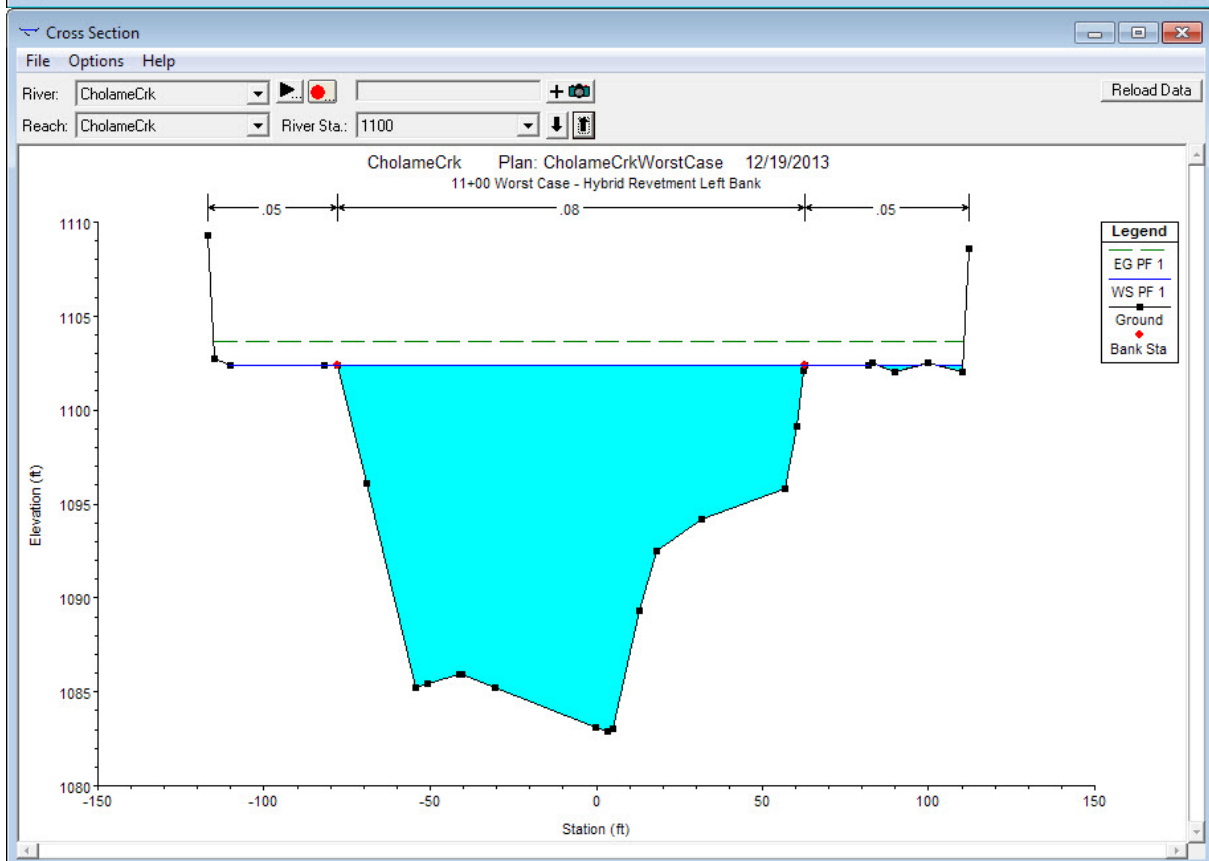 Cross Section
File Options Help
River: CholameCrk
Reload Data
Reach: CholameCrk River Sta.: 1100
CholameCrk Plan: CholameCrkWorstCase 12/19/2013
11+00 Worst Case - Hybrid Revetment Left Bank
.05 .08 .05
Legend
EG PF 1
WS PF 1
Ground
Bank Sta
1110
1105
1100
1095
1090
1085
1080
Elevation (ft)
-150 -100 -50 0 50 100 150
Station (ft)